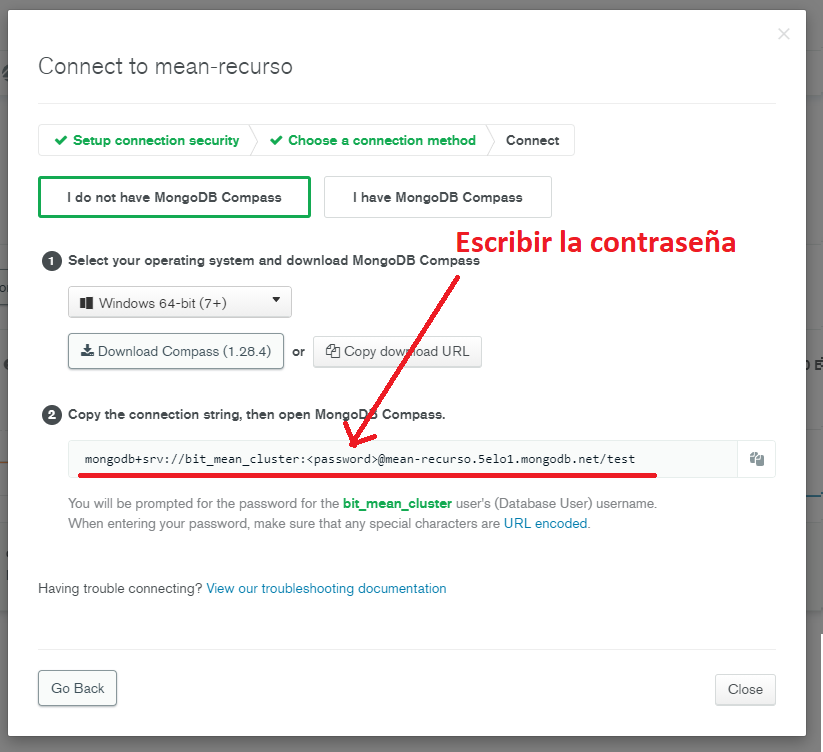 ×
Connect to mean-recurso
Setup connection security Choose a connection method Connect
I do not have MongoDB Compass I have MongoDB Compass
Escribir la contraseña
1 Select your operating system and download MongoDB Compass
Windows 64-bit (7+)
Download Compass (1.28.4) or Copy download URL
2 Copy the connection string, then open MongoDB Compass.
mongodb+srv://bit_mean_cluster:<password>@mean-recurso.5elo1.mongodb.net/test
You will be prompted for the password for the bit_mean_cluster user's (Database User) username.
When entering your password, make sure that any special characters are URL encoded.
Having trouble connecting? View our troubleshooting documentation
Go Back Close